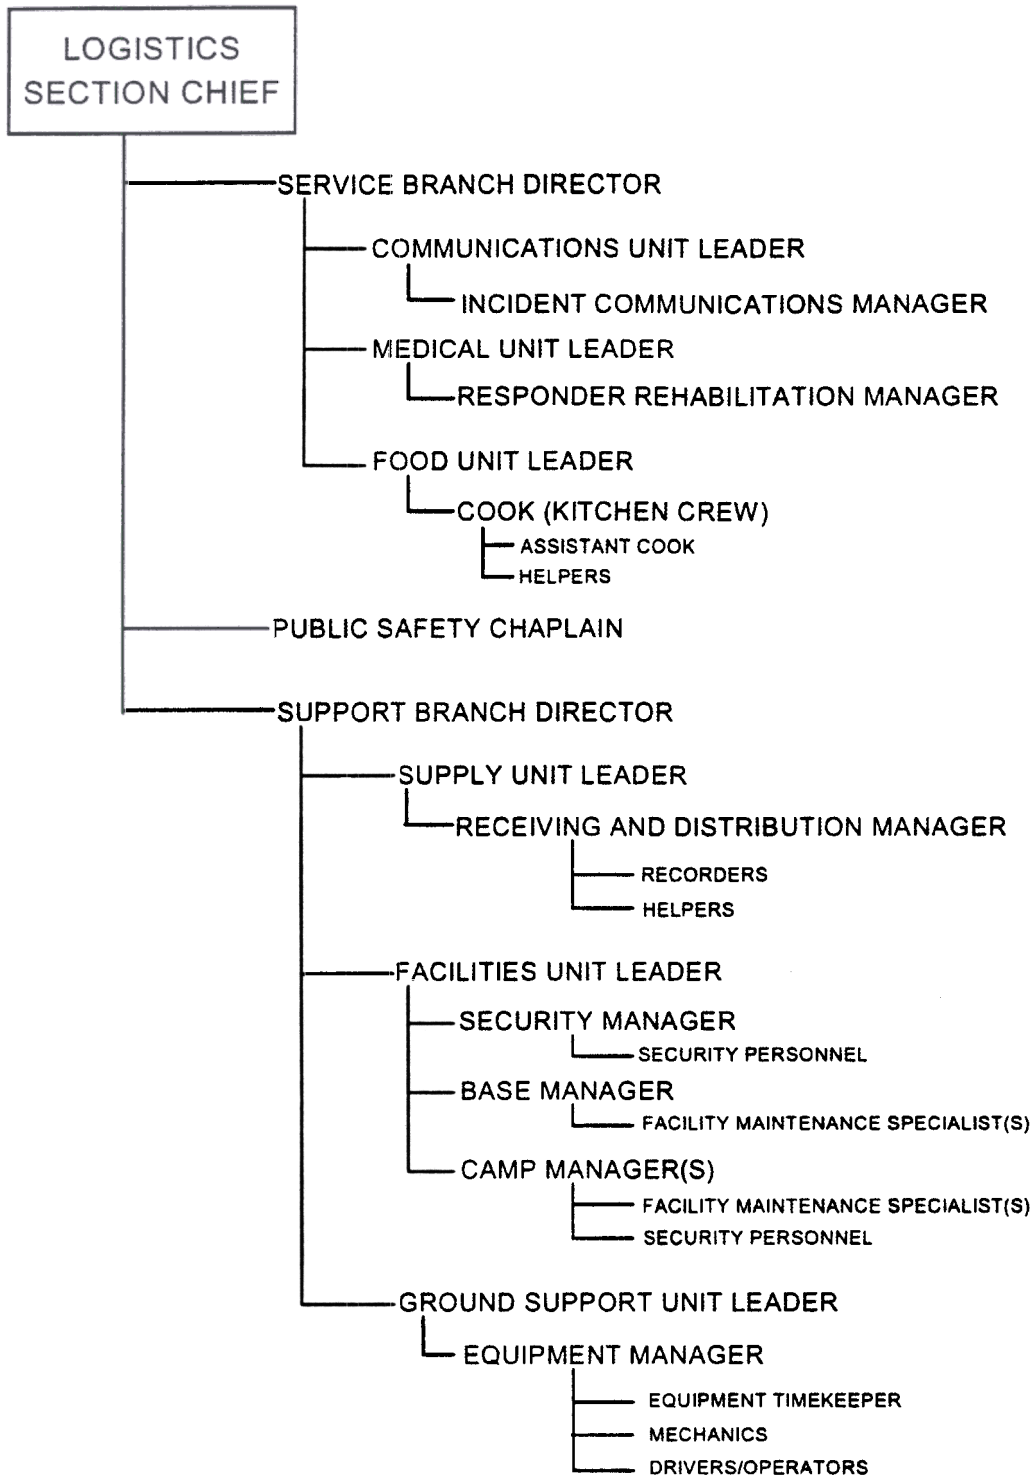 LOGISTICS
SECTION CHIEF
SERVICE BRANCH DIRECTOR
COMMUNICATIONS UNIT LEADER
INCIDENT COMMUNICATIONS MANAGER
MEDICAL UNIT LEADER
RESPONDER REHABILITATION MANAGER
FOOD UNIT LEADER
COOK (KITCHEN CREW)
ASSISTANT COOK
HELPERS
PUBLIC SAFETY CHAPLAIN
SUPPORT BRANCH DIRECTOR
SUPPLY UNIT LEADER
RECEIVING AND DISTRIBUTION MANAGER
RECORDERS
HELPERS
FACILITIES UNIT LEADER
SECURITY MANAGER
SECURITY PERSONNEL
BASE MANAGER
FACILITY MAINTENANCE SPECIALIST(S)
CAMP MANAGER(S)
FACILITY MAINTENANCE SPECIALIST(S)
SECURITY PERSONNEL
GROUND SUPPORT UNIT LEADER
EQUIPMENT MANAGER
EQUIPMENT TIMEKEEPER
MECHANICS
DRIVERS/OPERATORS